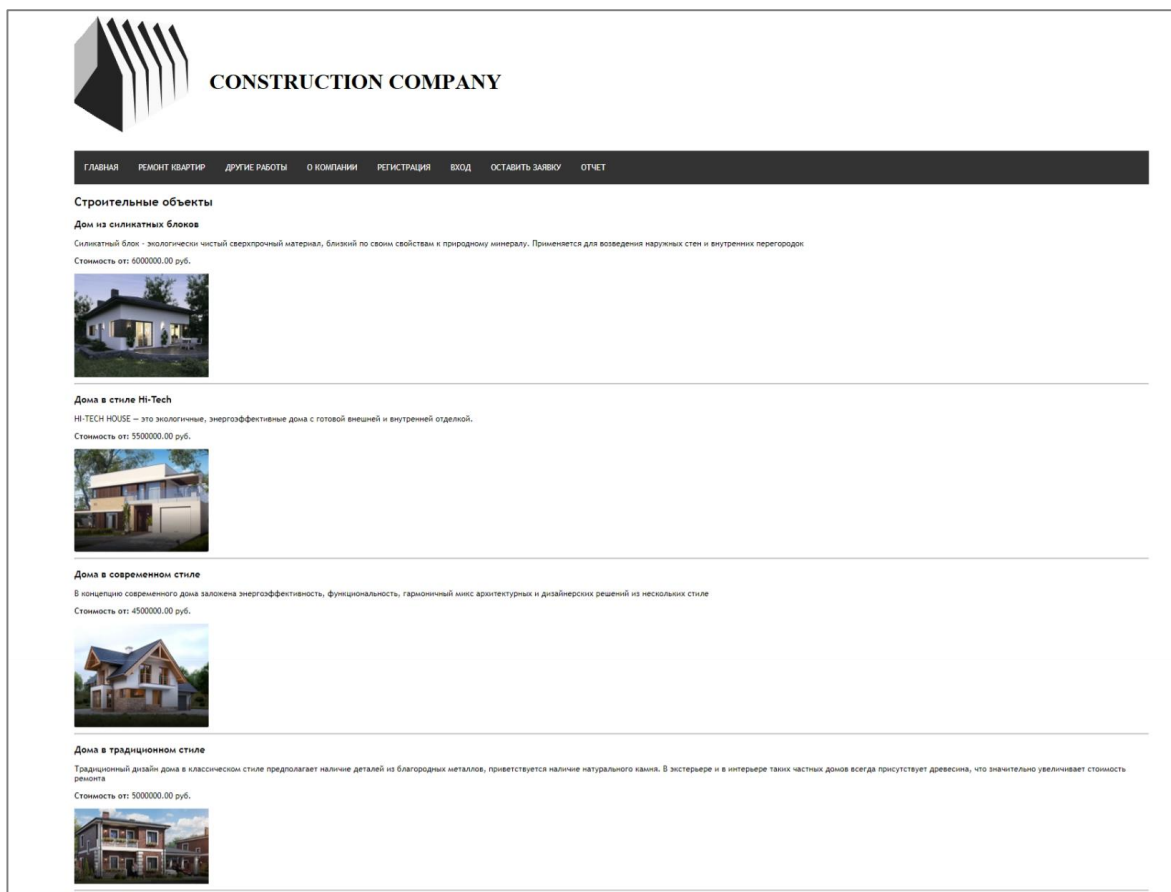 CONSTRUCTION COMPANY
ГЛАВНАЯ РЕМОНТ КВАРТИР ДРУГИЕ РАБОТЫ О КОМПАНИИ РЕГИСТРАЦИЯ ВХОД ОСТАВИТЬ ЗАЯВКУ ОТЧЕТ
Строительные объекты
Дом из силикатных блоков
Силикатный блок - экологически чистый сверхпрочный материал, близкий по своим свойствам к природному минералу. Применяется для возведения наружных стен и внутренних перегородок
Стоимость от: 6000000.00 руб.
Дома в стиле Hi-Tech
HI-TECH HOUSE — это экологичные, энергоэффективные дома с готовой внешней и внутренней отделкой.
Стоимость от: 5500000.00 руб.
Дома в современном стиле
В концепцию современного дома заложена энергоэффективность, функциональность, гармоничный микс архитектурных и дизайнерских решений из нескольких стиле
Стоимость от: 4500000.00 руб.
Дома в традиционном стиле
Традиционный дизайн дома в классическом стиле предполагает наличие деталей из благородных металлов, приветствуется наличие натурального камня. В экстерьере и в интерьере таких частных домов всегда присутствует древесина, что значительно увеличивает стоимость
ремонта
Стоимость от: 5000000.00 руб.